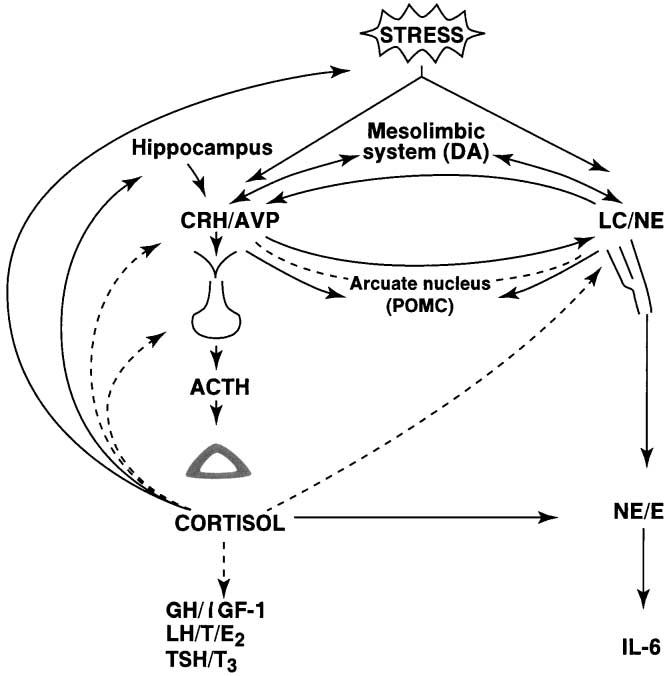 STRESS
Mesolimbic
system (DA)
Hippocampus
CRH/AVP
LC/NE
Arcuate nucleus
(POMC)
ACTH
CORTISOL
NE/E
GH/IGF-1
LH/T/E₂
TSH/T₃
IL-6